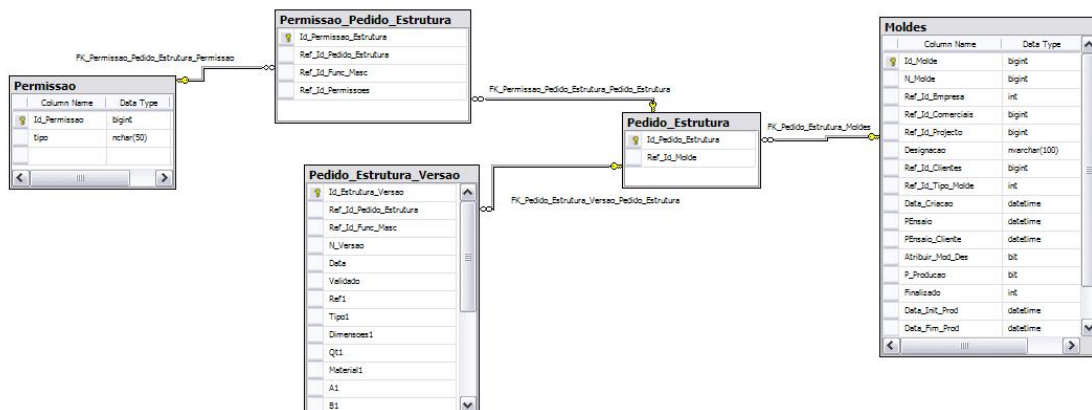 Permissao_Pedido_Estrutura
Id_Permissao_Estrutura
Ref_Id_Pedido_Estrutura
Ref_Id_Func_Masc
Ref_Id_Permissoes
FK_Permissao_Pedido_Estrutura_Permissao
Permissao
Column Name Data Type
Id_Permissao bigint
tipo nchar(50)
FK_Permissao_Pedido_Estrutura_Pedido_Estrutura
Pedido_Estrutura
Id_Pedido_Estrutura
Ref_Id_Molde
FK_Pedido_Estrutura_Moldes
Pedido_Estrutura_Versao
Id_Estrutura_Versao
Ref_Id_Pedido_Estrutura
Ref_Id_Func_Masc
N_Versao
Data
Validado
Ref1
Tipo1
Dimensoes1
Qt1
Material1
A1
B1
FK_Pedido_Estrutura_Versao_Pedido_Estrutura
Moldes
Column Name Data Type
Id_Molde bigint
N_Molde bigint
Ref_Id_Empresa int
Ref_Id_Comerciais bigint
Ref_Id_Projecto bigint
Designacao nvarchar(100)
Ref_Id_Clientes bigint
Ref_Id_Tipo_Molde int
Data_Criacao datetime
PEnsaio datetime
PEnsaio_Cliente datetime
Atribuir_Mod_Des bit
P_Producao bit
Finalizado int
Data_Init_Prod datetime
Data_Fim_Prod datetime